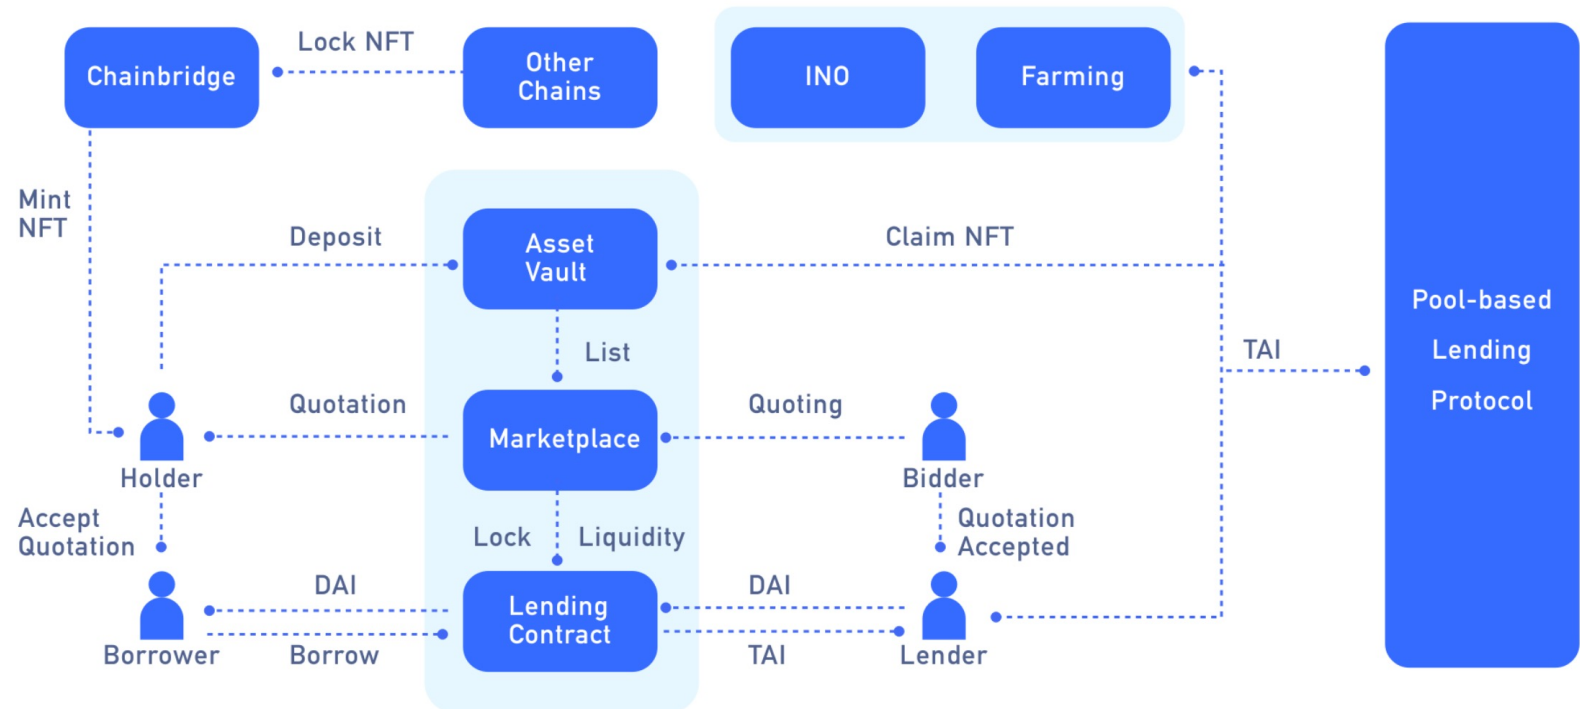 Lock NFT
Chainbridge
Other
Chains
INO
Farming
Mint
NFT
Deposit
Asset
Vault
Claim NFT
Pool-based
Lending
Protocol
List
TAI
Quotation
Marketplace
Quoting
Holder
Bidder
Accept
Quotation
Lock
Liquidity
Quotation
Accepted
DAI
Lending
Contract
DAI
Borrower
Borrow
TAI
Lender